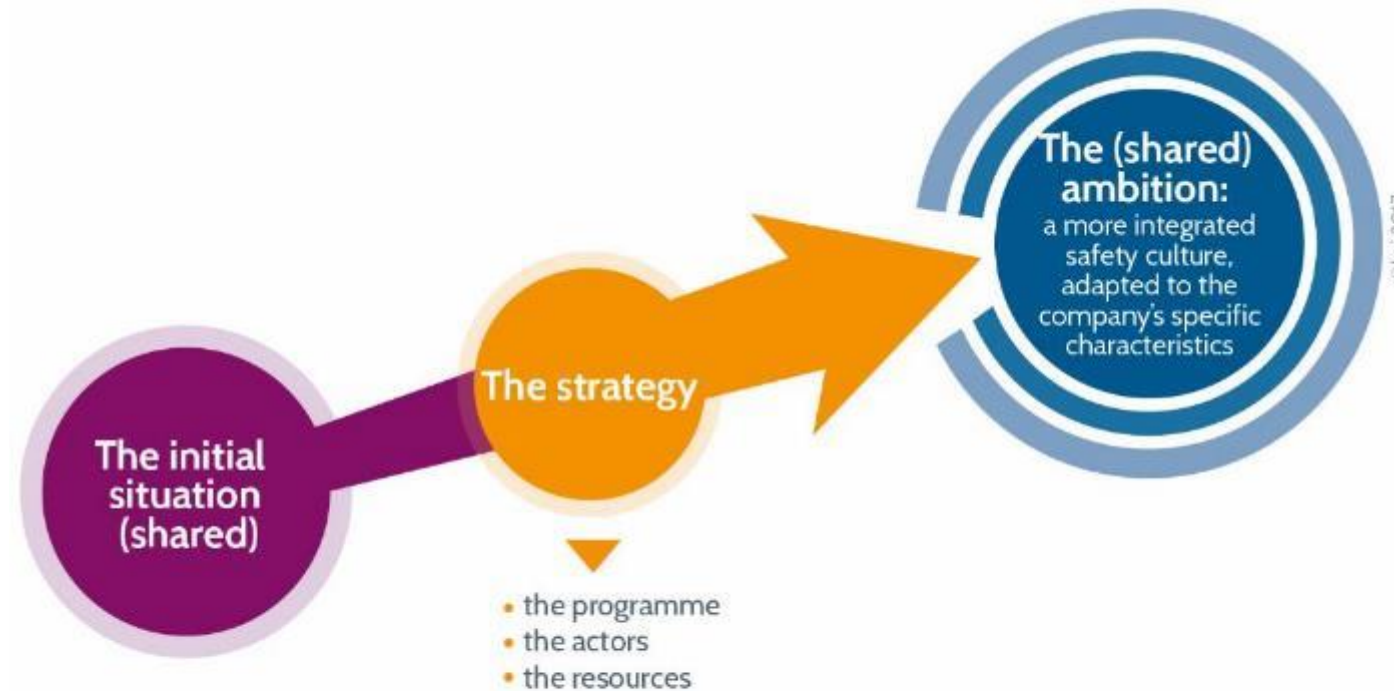 The initial
situation
(shared)
The strategy
• the programme
• the actors
• the resources
The (shared)
ambition:
a more integrated
safety culture,
adapted to the
company's specific
characteristics